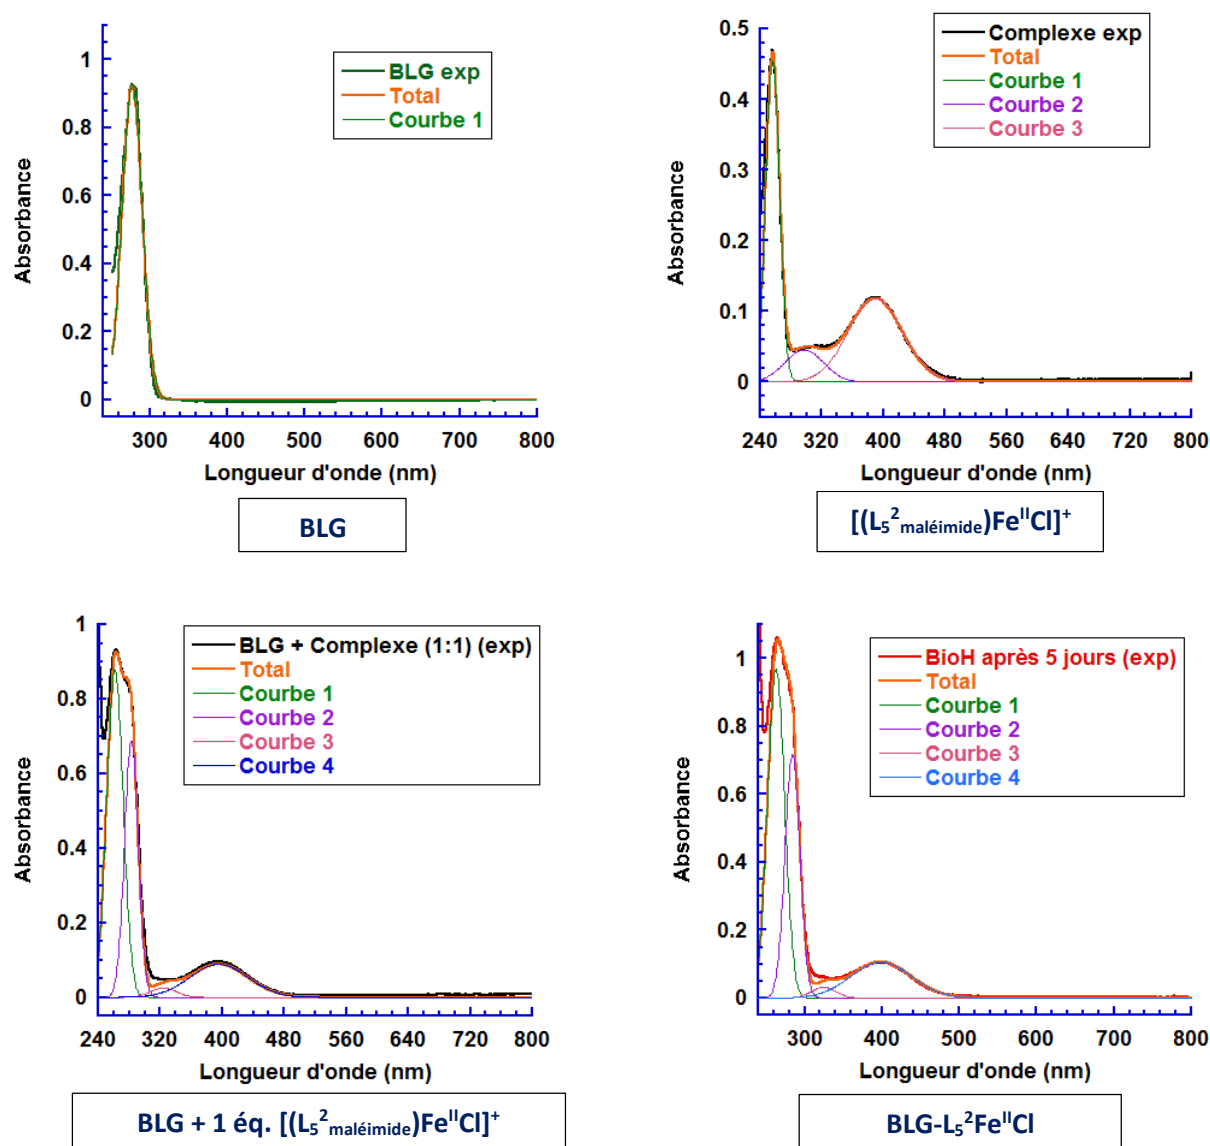 BLG exp
Total
Courbe 1
1
0.8
0.6
0.4
0.2
0
Absorbance
300 400 500 600 700 800
Longueur d'onde (nm)
BLG
Complexe exp
Total
Courbe 1
Courbe 2
Courbe 3
0.5
0.4
0.3
0.2
0.1
0
Absorbance
240 320 400 480 560 640 720 800
Longueur d'onde (nm)
[(L₅²maléimide)FeᴵᴵCl]⁺
BLG + Complexe (1:1) (exp)
Total
Courbe 1
Courbe 2
Courbe 3
Courbe 4
1
0.8
0.6
0.4
0.2
0
Absorbance
240 320 400 480 560 640 720 800
Longueur d'onde (nm)
BLG + 1 éq. [(L₅²maléimide)FeᴵᴵCl]⁺
BioH après 5 jours (exp)
Total
Courbe 1
Courbe 2
Courbe 3
Courbe 4
1
0.8
0.6
0.4
0.2
0
Absorbance
300 400 500 600 700 800
Longueur d'onde (nm)
BLG-L₅²FeᴵᴵCl